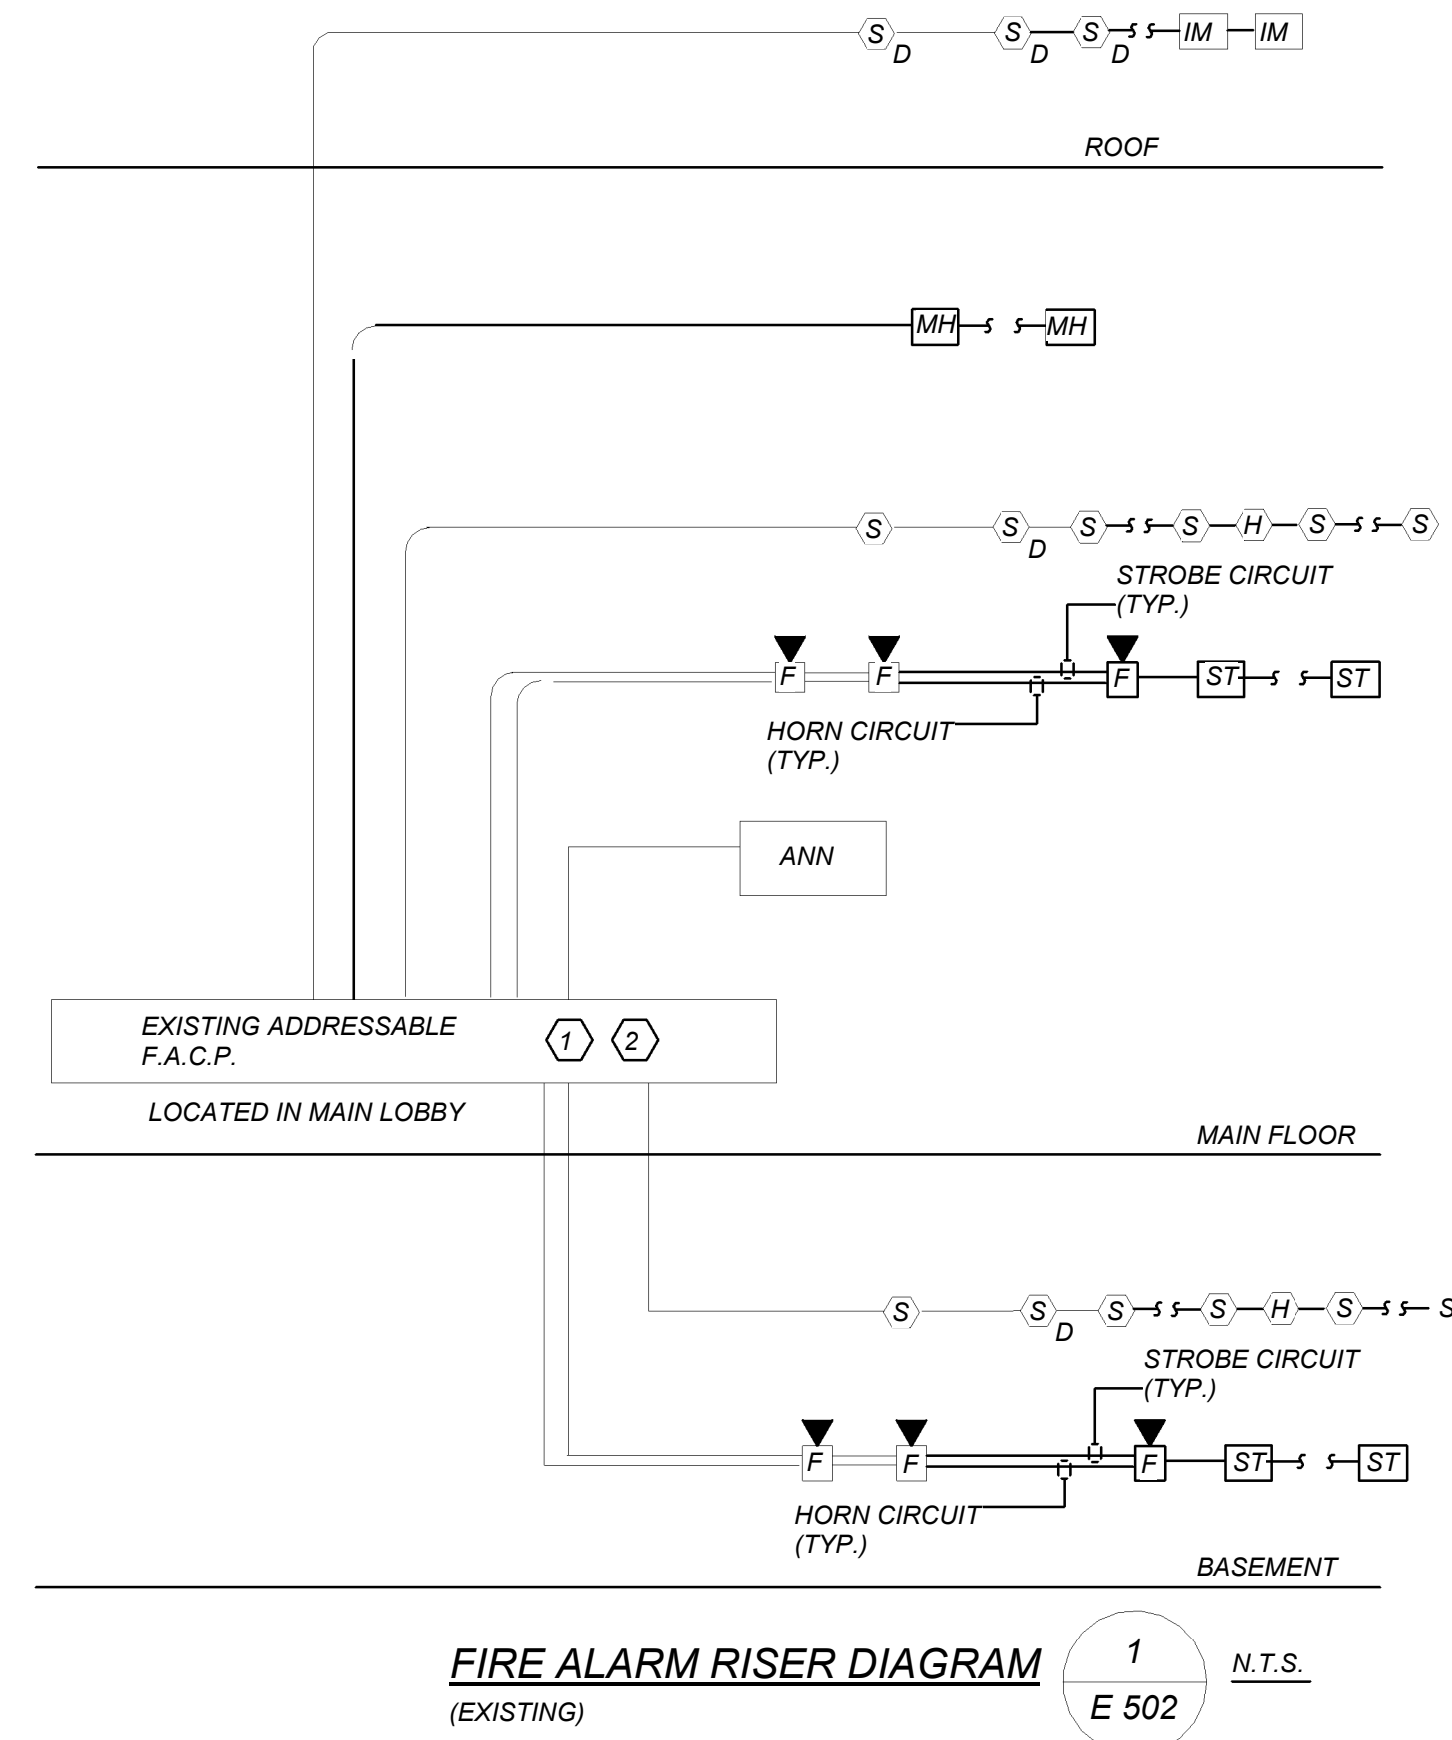 S D S D S D IM IM
ROOF
MH MH
S S D S S H S S
STROBE CIRCUIT
(TYP.)
F F F ST ST
HORN CIRCUIT
(TYP.)
ANN
EXISTING ADDRESSABLE
F.A.C.P.
1 2
LOCATED IN MAIN LOBBY
MAIN FLOOR
S S D S S H S S
STROBE CIRCUIT
(TYP.)
F F F ST ST
HORN CIRCUIT
(TYP.)
BASEMENT
FIRE ALARM RISER DIAGRAM
(EXISTING)
1
E 502
N.T.S.